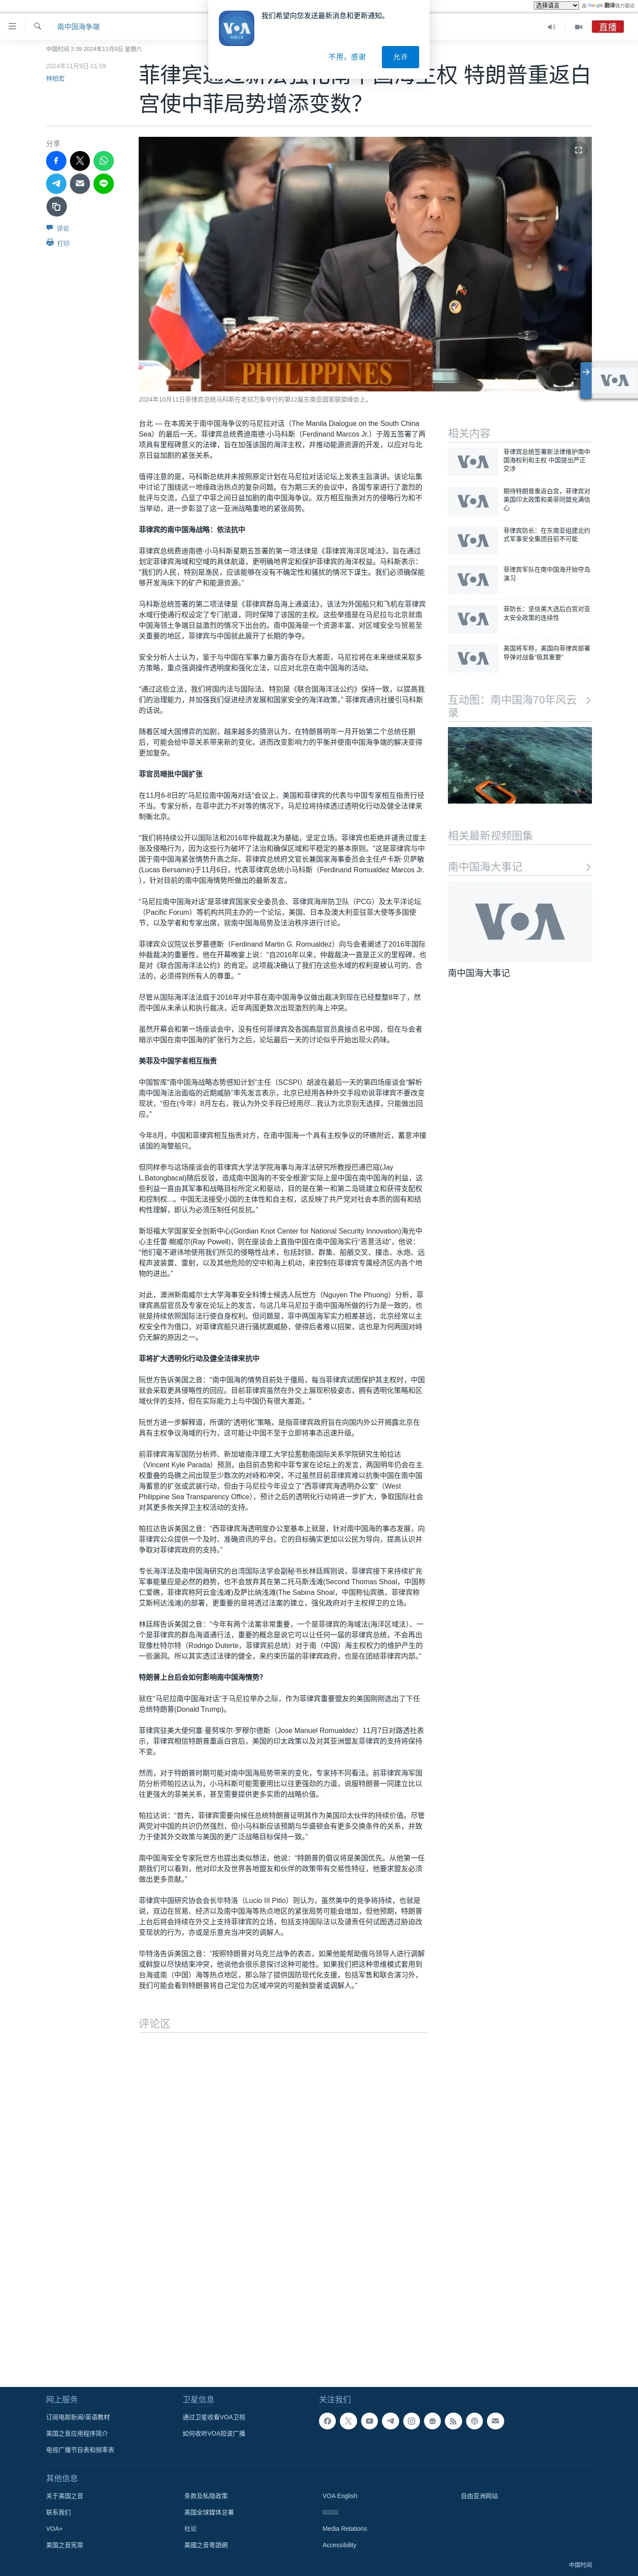 选择语言 由 Google 翻译强力驱动
我们希望向您发送最新消息和更新通知。
不用，感谢 允许
南中国海争端
直播
中国时间 2:39 2024年11月9日 星期六
2024年11月9日 01:59
林柏宏
宫使中菲局势增添变数？
分享
评论
打印
PHILIPPINES
2024年10月11日菲律宾总统马科斯在老挝万象举行的第12届东南亚国家联盟峰会上。
台北 — 在本周关于南中国海争议的马尼拉对话（The Manila Dialogue on the South China
Sea）的最后一天，菲律宾总统费迪南德·小马科斯（Ferdinand Marcos Jr.）于周五签署了两
项具有里程碑意义的法律，旨在加强该国的海洋主权，并推动能源资源的开发，以应对与北
京日益加剧的紧张关系。
值得注意的是，马科斯总统并未按照原定计划在马尼拉对话论坛上发表主旨演讲。该论坛集
中讨论了围绕这一地缘政治热点的复杂问题。在为期三天的会议中，各国专家学者进行了激烈的
批评与交流，凸显了中菲之间日益加剧的南中国海争议。双方相互指责对方的侵略行为和不
当举动，进一步彰显了这一亚洲战略重地的紧张局势。
菲律宾的南中国海战略：依法抗中
菲律宾总统费迪南德·小马科斯星期五签署的第一项法律是《菲律宾海洋区域法》，旨在通过
划定菲律宾海域和空域的具体航道，更明确地界定和保护菲律宾的海洋权益。马科斯表示：
“我们的人民，特别是渔民，应该能够在没有不确定性和骚扰的情况下谋生。我们必须确保能
够开发海床下的矿产和能源资源。”
马科斯总统签署的第二项法律是《菲律宾群岛海上通道法》，该法为外国船只和飞机在菲律宾
水域行使通行权设定了专门航道，同时保障了该国的主权。这些举措是在马尼拉与北京就南
中国海领土争端日益激烈的情况下出台的。南中国海是一个资源丰富、对区域安全与贸易至
关重要的地区，菲律宾与中国就此展开了长期的争夺。
安全分析人士认为，鉴于与中国在军事力量方面存在巨大差距，马尼拉将在未来继续采取多
方策略，重点强调操作透明度和强化立法，以应对北京在南中国海的活动。
“通过这些立法，我们将国内法与国际法、特别是《联合国海洋法公约》保持一致，以提高我
们的治理能力，并加强我们促进经济发展和国家安全的海洋政策，” 菲律宾通讯社援引马科斯
的话说。
随着区域大国博弈的加剧，越来越多的猜测认为，在特朗普明年一月开始第二个总统任期
后，可能会给中菲关系带来新的变化，进而改变影响力的平衡并使南中国海争端的解决变得
更加复杂。
菲官员暗批中国扩张
在11月6-8日的“马尼拉南中国海对话”会议上，美国和菲律宾的代表与中国专家相互指责行径
不当。专家分析，在菲中武力不对等的情况下，马尼拉将持续透过透明化行动及健全法律来
牵制衡北京。
“我们将持续公开以国际法和2016年仲裁裁决为基础，坚定立场。菲律宾也拒绝并谴责过度主
张及侵略行为，因为这些行为破坏了法治和确保区域和平稳定的基本原则。”这是菲律宾与中
国于南中国海紧张情势升高之际，菲律宾总统府文官长兼国家海事委员会主任卢卡斯·贝萨敏
(Lucas Bersamin)于11月6日，代表菲律宾总统小马科斯（Ferdinand Romualdez Marcos Jr.
），针对目前的南中国海情势所做出的最新发言。
“马尼拉南中国海对话”是菲律宾国家安全委员会、菲律宾海岸防卫队（PCG）及太平洋论坛
（Pacific Forum）等机构共同主办的一个论坛，美国、日本及澳大利亚驻菲大使等多国使
节，以及学者和专家出席，就南中国海局势及法治秩序进行讨论。
菲律宾众议院议长罗慕德斯（Ferdinand Martin G. Romualdez）向与会者阐述了2016年国际
仲裁裁决的重要性，他在开幕晚宴上说：“自2016年以来，仲裁裁决一直是正义的里程碑，也
是对《联合国海洋法公约》的肯定。这项裁决确认了我们在这些水域的权利是被认可的、合
法的，必须得到所有人的尊重。”
尽管从国际海洋法法庭于2016年对中菲在南中国海争议做出裁决到现在已经整整8年了，然
而中国从未承认和执行裁决，近年两国更数次出现激烈的海上冲突。
虽然开幕会和第一场座谈会中，没有任何菲律宾及各国高层官员直接点名中国，但在与会者
暗示中国在南中国海的扩张行为之后，论坛最后一天的讨论似乎开始出现火药味。
美菲及中国学者相互指责
中国智库“南中国海战略态势感知计划”主任（SCSPI）胡波在最后一天的第四场座谈会“解析
南中国海法治面临的近期威胁”率先发言表示，北京已经用各种外交手段劝说菲律宾不要改变
现状，“但在(今年）8月左右，我认为外交手段已经用尽...我认为北京别无选择，只能做出回
应。”
今年8月，中国和菲律宾相互指责对方，在南中国海一个具有主权争议的环礁附近，蓄意冲撞
该国的海警船只。
但同样参与这场座谈会的菲律宾大学法学院海事与海洋法研究所教授巴通巴寇(Jay
L.Batongbacal)随后反驳，造成南中国海的不安全根源“实际上是中国在南中国海的利益，这
些利益一直由其军事和战略目标所定义和驱动，目的是在第一和第二岛链建立和获得支配权
和控制权…。中国无法接受小国的主体性和自主权，这反映了共产党对社会本质的固有和结
构性理解，即认为必须压制任何反抗。”
斯坦福大学国家安全创新中心(Gordian Knot Center for National Security Innovation)海光中
心主任雷·鲍威尔(Ray Powell)，则在座谈会上直指中国在南中国海实行“恶意活动”，他说：
“他们毫不避讳地使用我们所见的侵略性战术，包括封锁、群集、船艏交叉、撞击、水炮、远
程声波装置、雷射，以及其他危险的空中和海上机动，来控制在菲律宾专属经济区内各个地
物的进出。”
对此，澳洲新南威尔士大学海事安全科博士候选人阮世方（Nguyen The Phuong）分析，菲
律宾高层官员及专家在论坛上的发言，与这几年马尼拉于南中国海所做的行为是一致的，也
就是持续依照国际法行使自身权利。但问题是，菲中两国海军实力相差甚远，北京经常以主
权安全作为借口，对菲律宾船只进行骚扰跟威胁，使得后者难以招架，这也是为何两国对峙
仍无解的原因之一。
菲将扩大透明化行动及健全法律来抗中
阮世方告诉美国之音：“南中国海的情势目前处于僵局，每当菲律宾试图保护其主权时，中国
就会采取更具侵略性的回应。目前菲律宾虽然在外交上展现积极姿态，拥有透明化策略和区
域伙伴的支持，但在实际能力上与中国仍有很大差距。”
阮世方进一步解释道，所谓的“透明化”策略，是指菲律宾政府旨在向国内外公开揭露北京在
具有主权争议海域的行为，这可能让中国不至于立即将事态迅速升级。
前菲律宾海军国防分析师、新加坡南洋理工大学拉惹勒南国际关系学院研究生帕拉达
（Vincent Kyle Parada）预测，由目前态势和中菲专家在论坛上的发言，两国明年仍会在主
权重叠的岛礁之间出现至少数次的对峙和冲突，不过虽然目前菲律宾难以抗衡中国在南中国
海蓄意的扩张或武装行动，但由于马尼拉今年设立了“西菲律宾海透明办公室”（West
Philippine Sea Transparency Office），预计之后的透明化行动将进一步扩大，争取国际社会
对其更多攸关捍卫主权活动的支持。
帕拉达告诉美国之音：“西菲律宾海透明度办公室基本上就是，针对南中国海的事态发展，向
菲律宾公众提供一个及时、准确资讯的平台。它的目标确实更加以公民为导向，提高认识并
争取对菲律宾政府的支持。”
专长海洋法及南中国海研究的台湾国际法学会副秘书长林廷辉则说，菲律宾接下来持续扩充
军事能量应是必然的趋势，也不会放弃其在第二托马斯浅滩(Second Thomas Shoal，中国称
仁爱礁，菲律宾称阿云金浅滩)及萨比纳浅滩(The Sabina Shoal，中国称仙宾礁，菲律宾称
艾斯柯达浅滩)的部署，更重要的是将透过法案的建立，强化政府对于主权捍卫的立场。
林廷辉告诉美国之音：“今年有两个法案非常重要，一个是菲律宾的海域法(海洋区域法）、一
个是菲律宾的群岛海道通行法，重要的概念是说它可以让任何一届的菲律宾总统，不会再出
现像杜特尔特（Rodrigo Duterte，菲律宾前总统）对于南（中国）海主权权力的维护产生的
一些漏洞。所以其实透过法律的健全，来约束历届的菲律宾政府，也是在团结菲律宾内部。”
特朗普上台后会如何影响南中国海情势？
就在“马尼拉南中国海对话”于马尼拉举办之际，作为菲律宾重要盟友的美国刚刚选出了下任
总统特朗普(Donald Trump)。
菲律宾驻美大使何塞·曼努埃尔·罗穆尔德斯（Jose Manuel Romualdez）11月7日对路透社表
示，菲律宾相信特朗普重返白宫后，美国的印太政策以及对其亚洲盟友菲律宾的支持将保持
不变。
然而，对于特朗普时期可能对南中国海局势带来的变化，专家持不同看法。前菲律宾海军国
防分析师帕拉达认为，小马科斯可能需要用比以往更强劲的力道，说服特朗普一同建立比以
往更强大的菲美关系，甚至需要提供更多实质的战略价值。
帕拉达说：“首先，菲律宾需要向候任总统特朗普证明其作为美国印太伙伴的持续价值。尽管
两党对中国的共识仍然强烈，但小马科斯应该预期与华盛顿会有更多交换条件的关系，并致
力于使其外交政策与美国的更广泛战略目标保持一致。”
南中国海安全专家阮世方也提出类似想法，他说：“特朗普的倡议将是美国优先。从他第一任
期我们可以看到，他对印太及世界各地盟友和伙伴的政策带有交易性特征，他要求盟友必须
做出更多贡献。”
菲律宾中国研究协会会长毕特洛（Lucio III Pitlo）则认为，虽然美中的竞争将持续，也就是
说，双边在贸易、经济以及南中国海等热点地区的紧张局势可能会增加，但他预期，特朗普
上台后将会持续在外交上支持菲律宾的立场，包括支持国际法以及谴责任何试图透过胁迫改
变现状的行为，亦或是乐意充当冲突的调解人。
毕特洛告诉美国之音：“按照特朗普对乌克兰战争的表态，如果他能帮助俄乌领导人进行调解
或斡旋以尽快结束冲突，他说他会很乐意探讨这种可能性。如果我们把这种思维模式套用到
台海或南（中国）海等热点地区，那么除了提供国防现代化支援，包括军售和联合演习外，
我们可能会看到特朗普将自己定位为区域冲突的可能斡旋者或调解人。”
评论区
相关内容
菲律宾总统签署新法律维护南中
国海权利和主权 中国提出严正
交涉
期待特朗普重返白宫，菲律宾对
美国印太政策和美菲同盟充满信
心
菲律宾防长：在东南亚组建北约
式军事安全集团目前不可能
菲律宾军队在南中国海开始夺岛
演习
菲防长：坚信美大选后白宫对亚
太安全政策的连续性
美国将军称，美国向菲律宾部署
导弹对战备“极其重要”
互动图：南中国海70年风云
录
相关最新视频图集
南中国海大事记
VOA
南中国海大事记
网上服务
订阅电邮新闻/英语教材
美国之音应用程序简介
电视广播节目表和频率表
卫星信息
通过卫星收看VOA卫视
如何收听VOA短波广播
关注我们
其他信息
关于美国之音
联系我们
VOA+
美国之音宪章
条款及私隐政策
美国全球媒体总署
社论
美國之音粵語網
VOA English
Media Relations
Accessibility
自由亚洲网站
中国时间